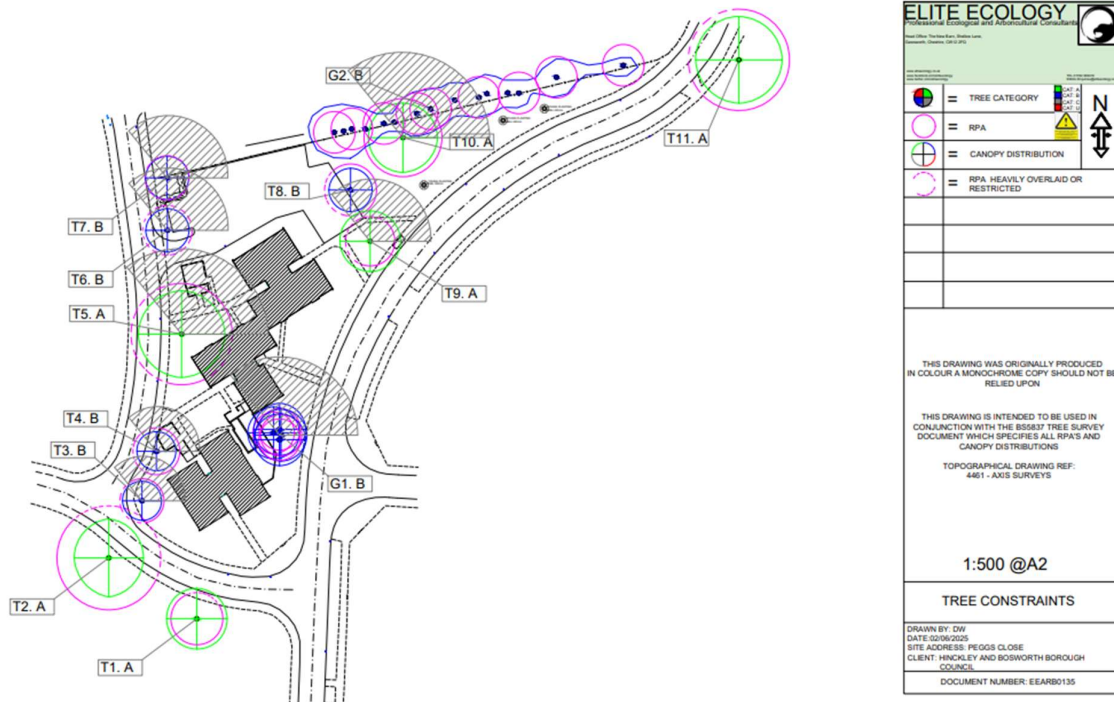 G2. B
T10. A
T11. A
T8. B
T7. B
T6. B
T9. A
T5. A
T4. B
T3. B
G1. B
T2. A
T1. A
ELITE ECOLOGY
Professional Ecological and Arboricultural Consultants
= TREE CATEGORY
CAT: A
CAT: B
CAT: C
CAT: U
N
= RPA
= CANOPY DISTRIBUTION
= RPA HEAVILY OVERLAID OR
RESTRICTED
THIS DRAWING WAS ORIGINALLY PRODUCED
IN COLOUR A MONOCHROME COPY SHOULD NOT BE
RELIED UPON
THIS DRAWING IS INTENDED TO BE USED IN
CONJUNCTION WITH THE BS5837 TREE SURVEY
DOCUMENT WHICH SPECIFIES ALL RPA'S AND
CANOPY DISTRIBUTIONS
TOPOGRAPHICAL DRAWING REF:
4461 - AXIS SURVEYS
1:500 @A2
TREE CONSTRAINTS
DRAWN BY: DW
DATE:02/06/2025
SITE ADDRESS: PEGGS CLOSE
CLIENT: HINCKLEY AND BOSWORTH BOROUGH
COUNCIL
DOCUMENT NUMBER: EEARB0135